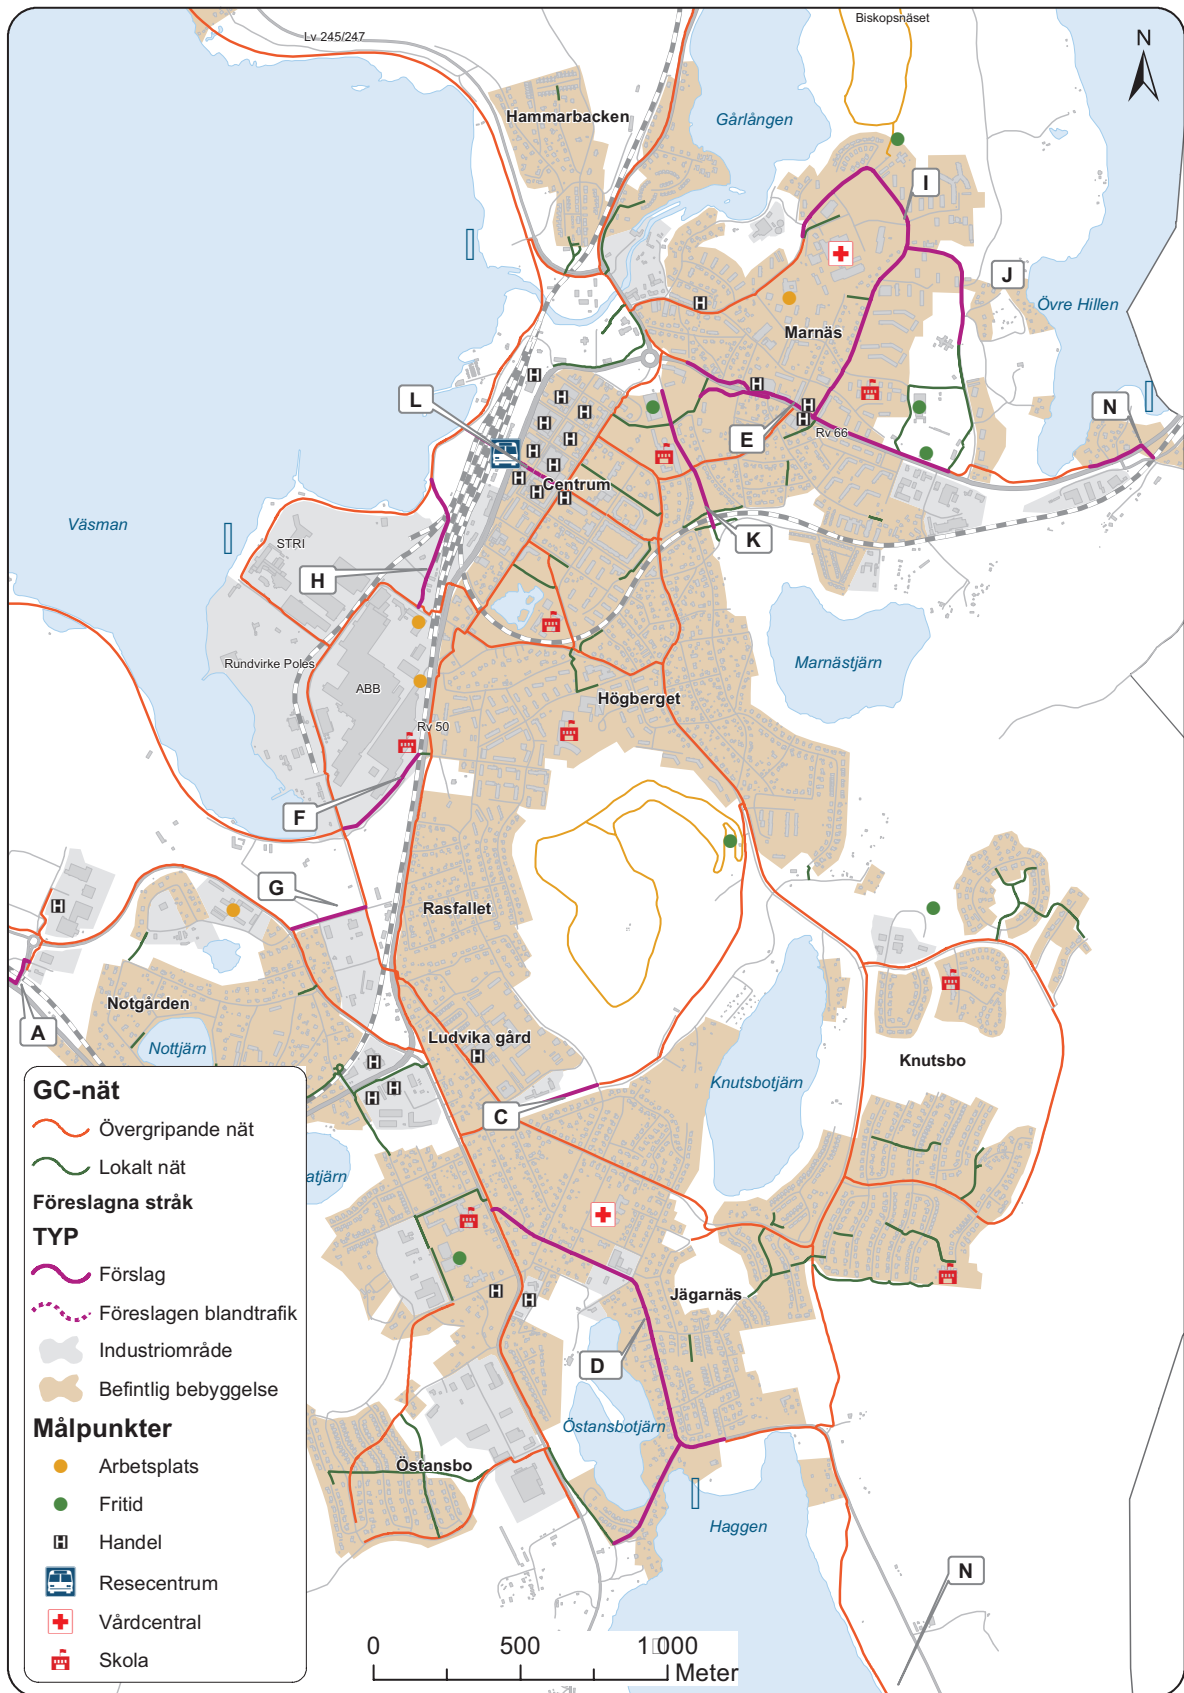 Biskopsnäset
Lv 245/247
N
Hammarbacken
Gårlången
I
J
Övre Hillen
Marnäs
L
N
E
Rv 66
Centrum
Väsman
STRI
K
H
Rundvirke Poles
Marnästjärn
ABB
Högberget
Rv 50
F
G
Rasfallet
Notgården
A
Ludvika gård
Nottjärn
Knutsbo
Knutsbotjärn
C
atjärn
Jägarnäs
D
Östansbotjärn
Östansbo
Haggen
N
GC-nät
Övergripande nät
Lokalt nät
Föreslagna stråk
TYP
Förslag
Föreslagen blandtrafik
Industriområde
Befintlig bebyggelse
Målpunkter
Arbetsplats
Fritid
H Handel
Resecentrum
Vårdcentral
Skola
0 500 1 000
Meter